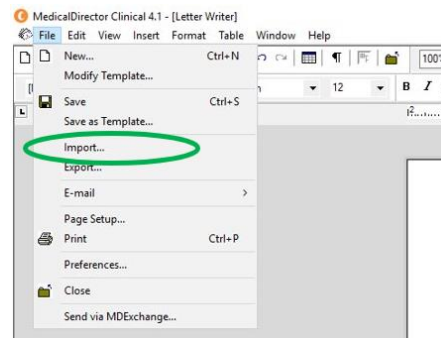 MedicalDirector Clinical 4.1 - [Letter Writer]
File Edit View Insert Format Table Window Help
New... Ctrl+N
Modify Template...
100%
12 B I
Save Ctrl+S
Save as Template...
Import...
Export...
E-mail >
Page Setup...
Print Ctrl+P
Preferences...
Close
Send via MDExchange...